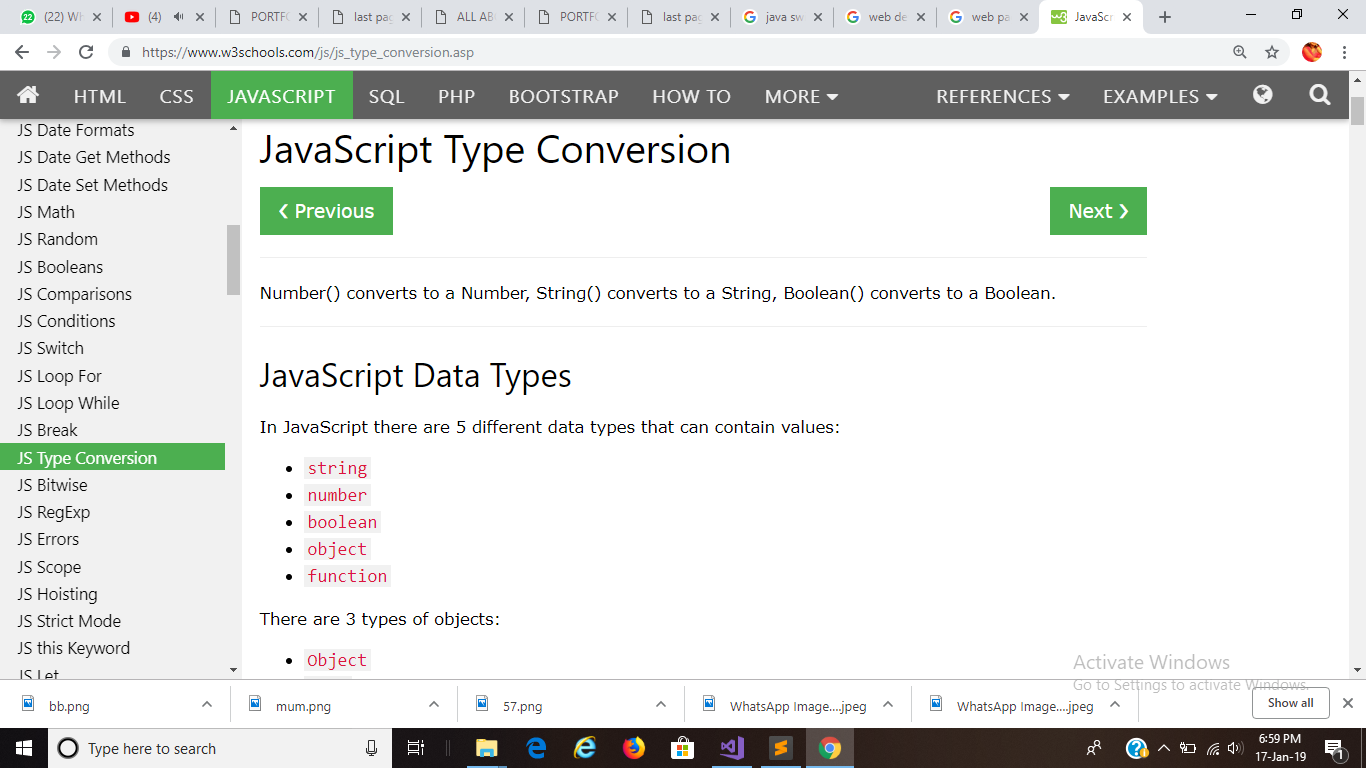 (22) Wh
(4)
PORTFO
last pag
ALL AB
PORTFO
last pag
java sw
web de
web pa
JavaScr
https://www.w3schools.com/js/js_type_conversion.asp
HTML CSS JAVASCRIPT SQL PHP BOOTSTRAP HOW TO MORE REFERENCES EXAMPLES
JS Date Formats
JS Date Get Methods
JS Date Set Methods
JS Math
JS Random
JS Booleans
JS Comparisons
JS Conditions
JS Switch
JS Loop For
JS Loop While
JS Break
JS Type Conversion
JS Bitwise
JS RegExp
JS Errors
JS Scope
JS Hoisting
JS Strict Mode
JS this Keyword
JS Let
JavaScript Type Conversion
❮ Previous
Next ❯
Number() converts to a Number, String() converts to a String, Boolean() converts to a Boolean.
JavaScript Data Types
In JavaScript there are 5 different data types that can contain values:
• string
• number
• boolean
• object
• function
There are 3 types of objects:
• Object
Activate Windows
Go to Settings to activate Windows.
bb.png
mum.png
57.png
WhatsApp Image....jpeg
WhatsApp Image....jpeg
Show all
Type here to search
6:59 PM
17-Jan-19
1